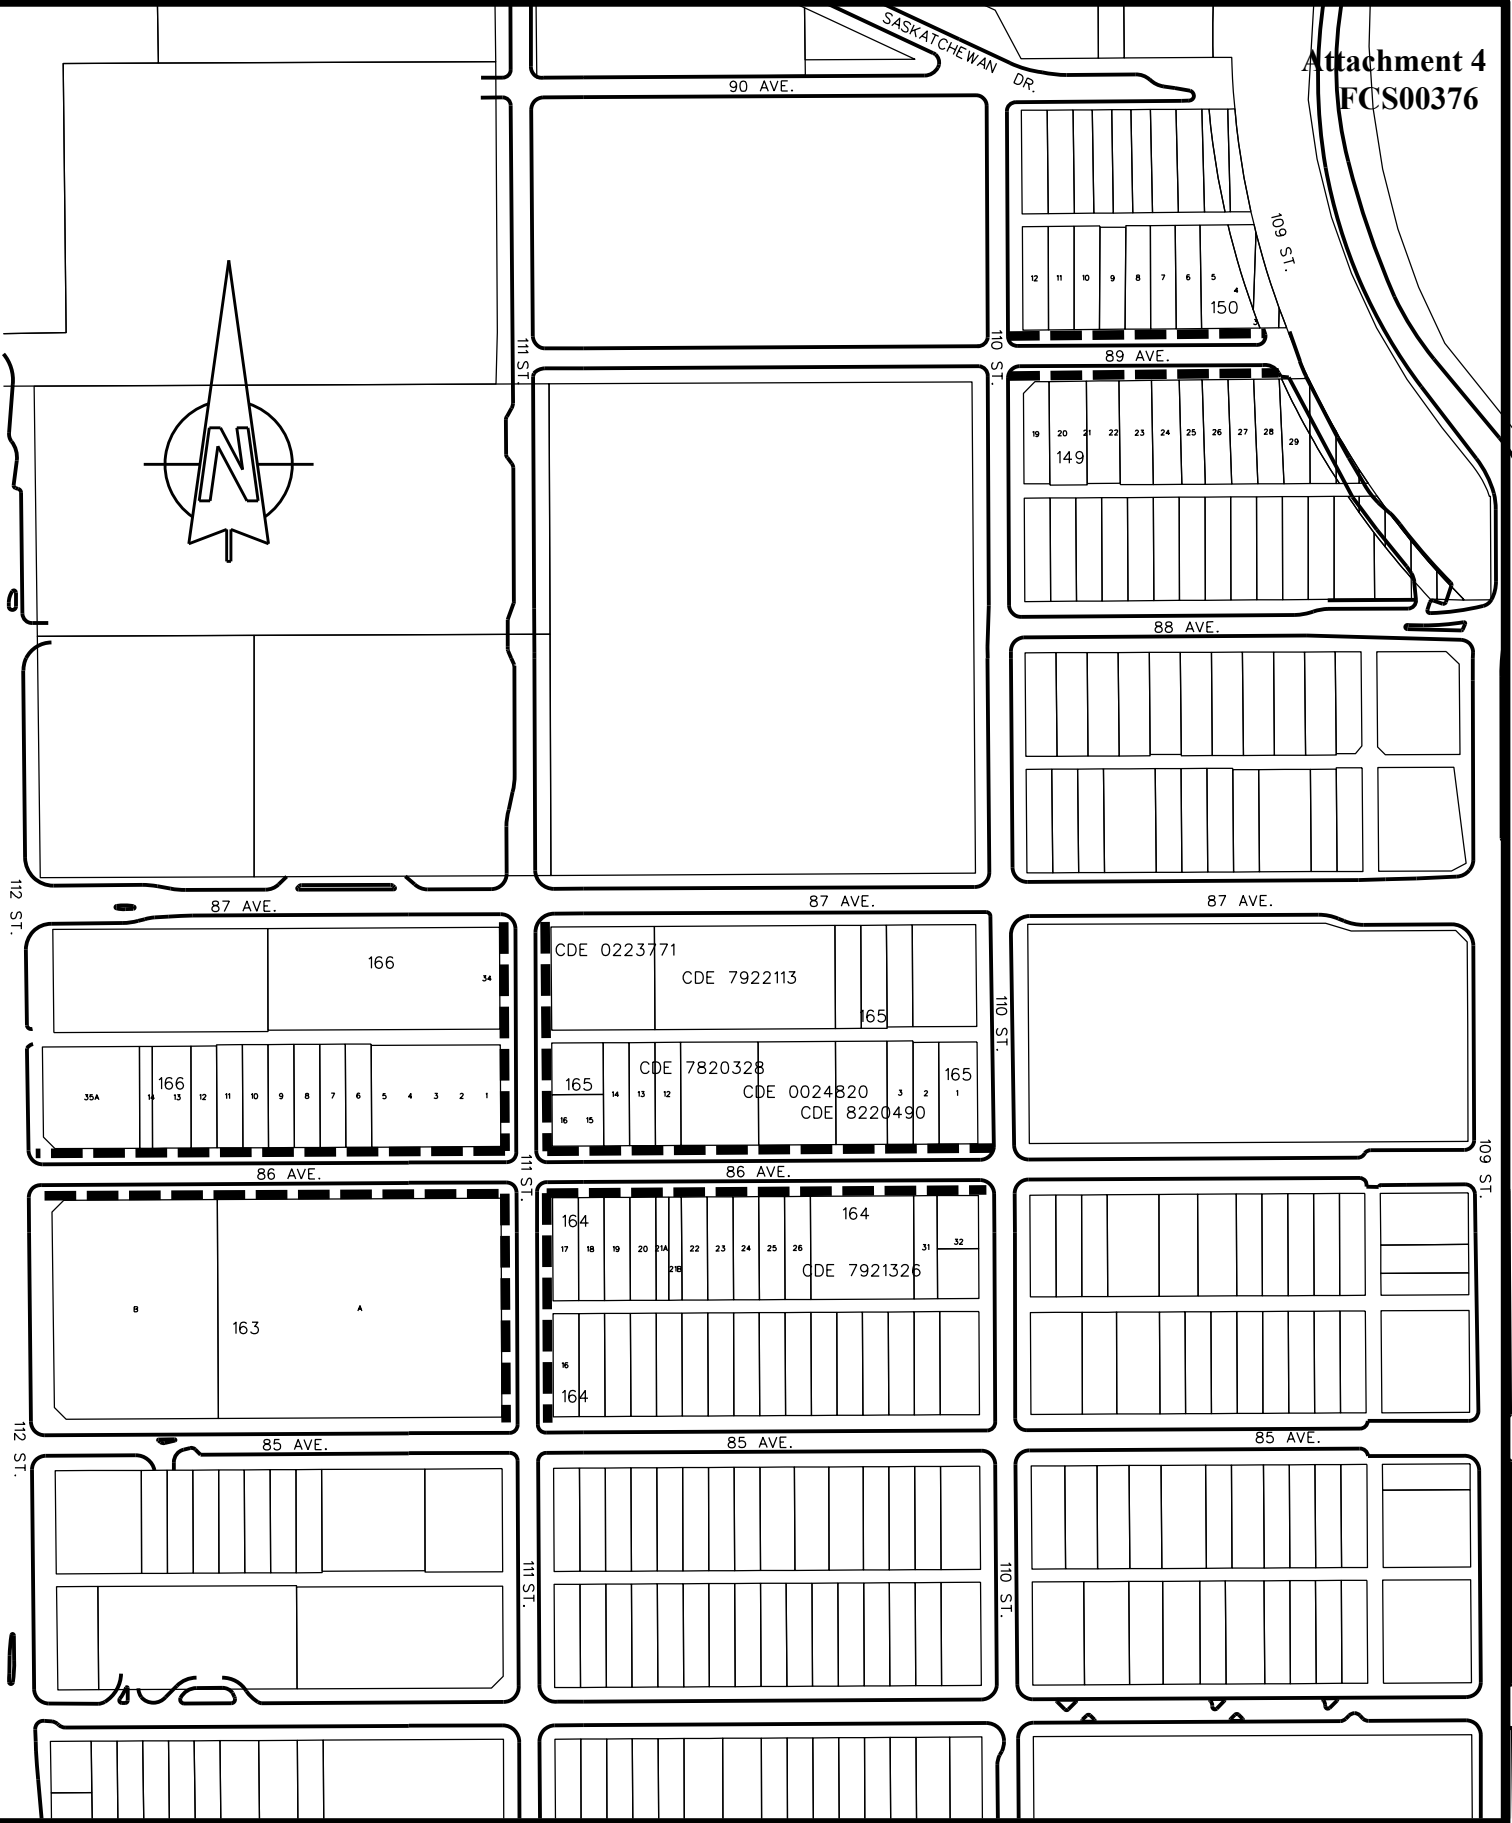 SASKATCHEWAN DR.
Attachment 4
FCS00376
90 AVE.
109 ST.
12 11 10 9 8 7 6 5 4
150
3
111 ST.
110 ST.
89 AVE.
19 20 21 22 23 24 25 26 27 28 29
149
N
88 AVE.
112 ST.
87 AVE.
87 AVE.
87 AVE.
166
34
CDE 0223771
CDE 7922113
165
110 ST.
166
35A 14 13 12 11 10 9 8 7 6 5 4 3 2 1
CDE 7820328
165
14 13 12
CDE 0024820
165
3 2 1
CDE 8220490
16 15
109 ST.
111 ST.
86 AVE.
86 AVE.
164
164
17 18 19 20 21A 22 23 24 25 26 31 32
21B
CDE 7921326
B A
163
16
164
112 ST.
85 AVE.
85 AVE.
85 AVE.
111 ST.
110 ST.